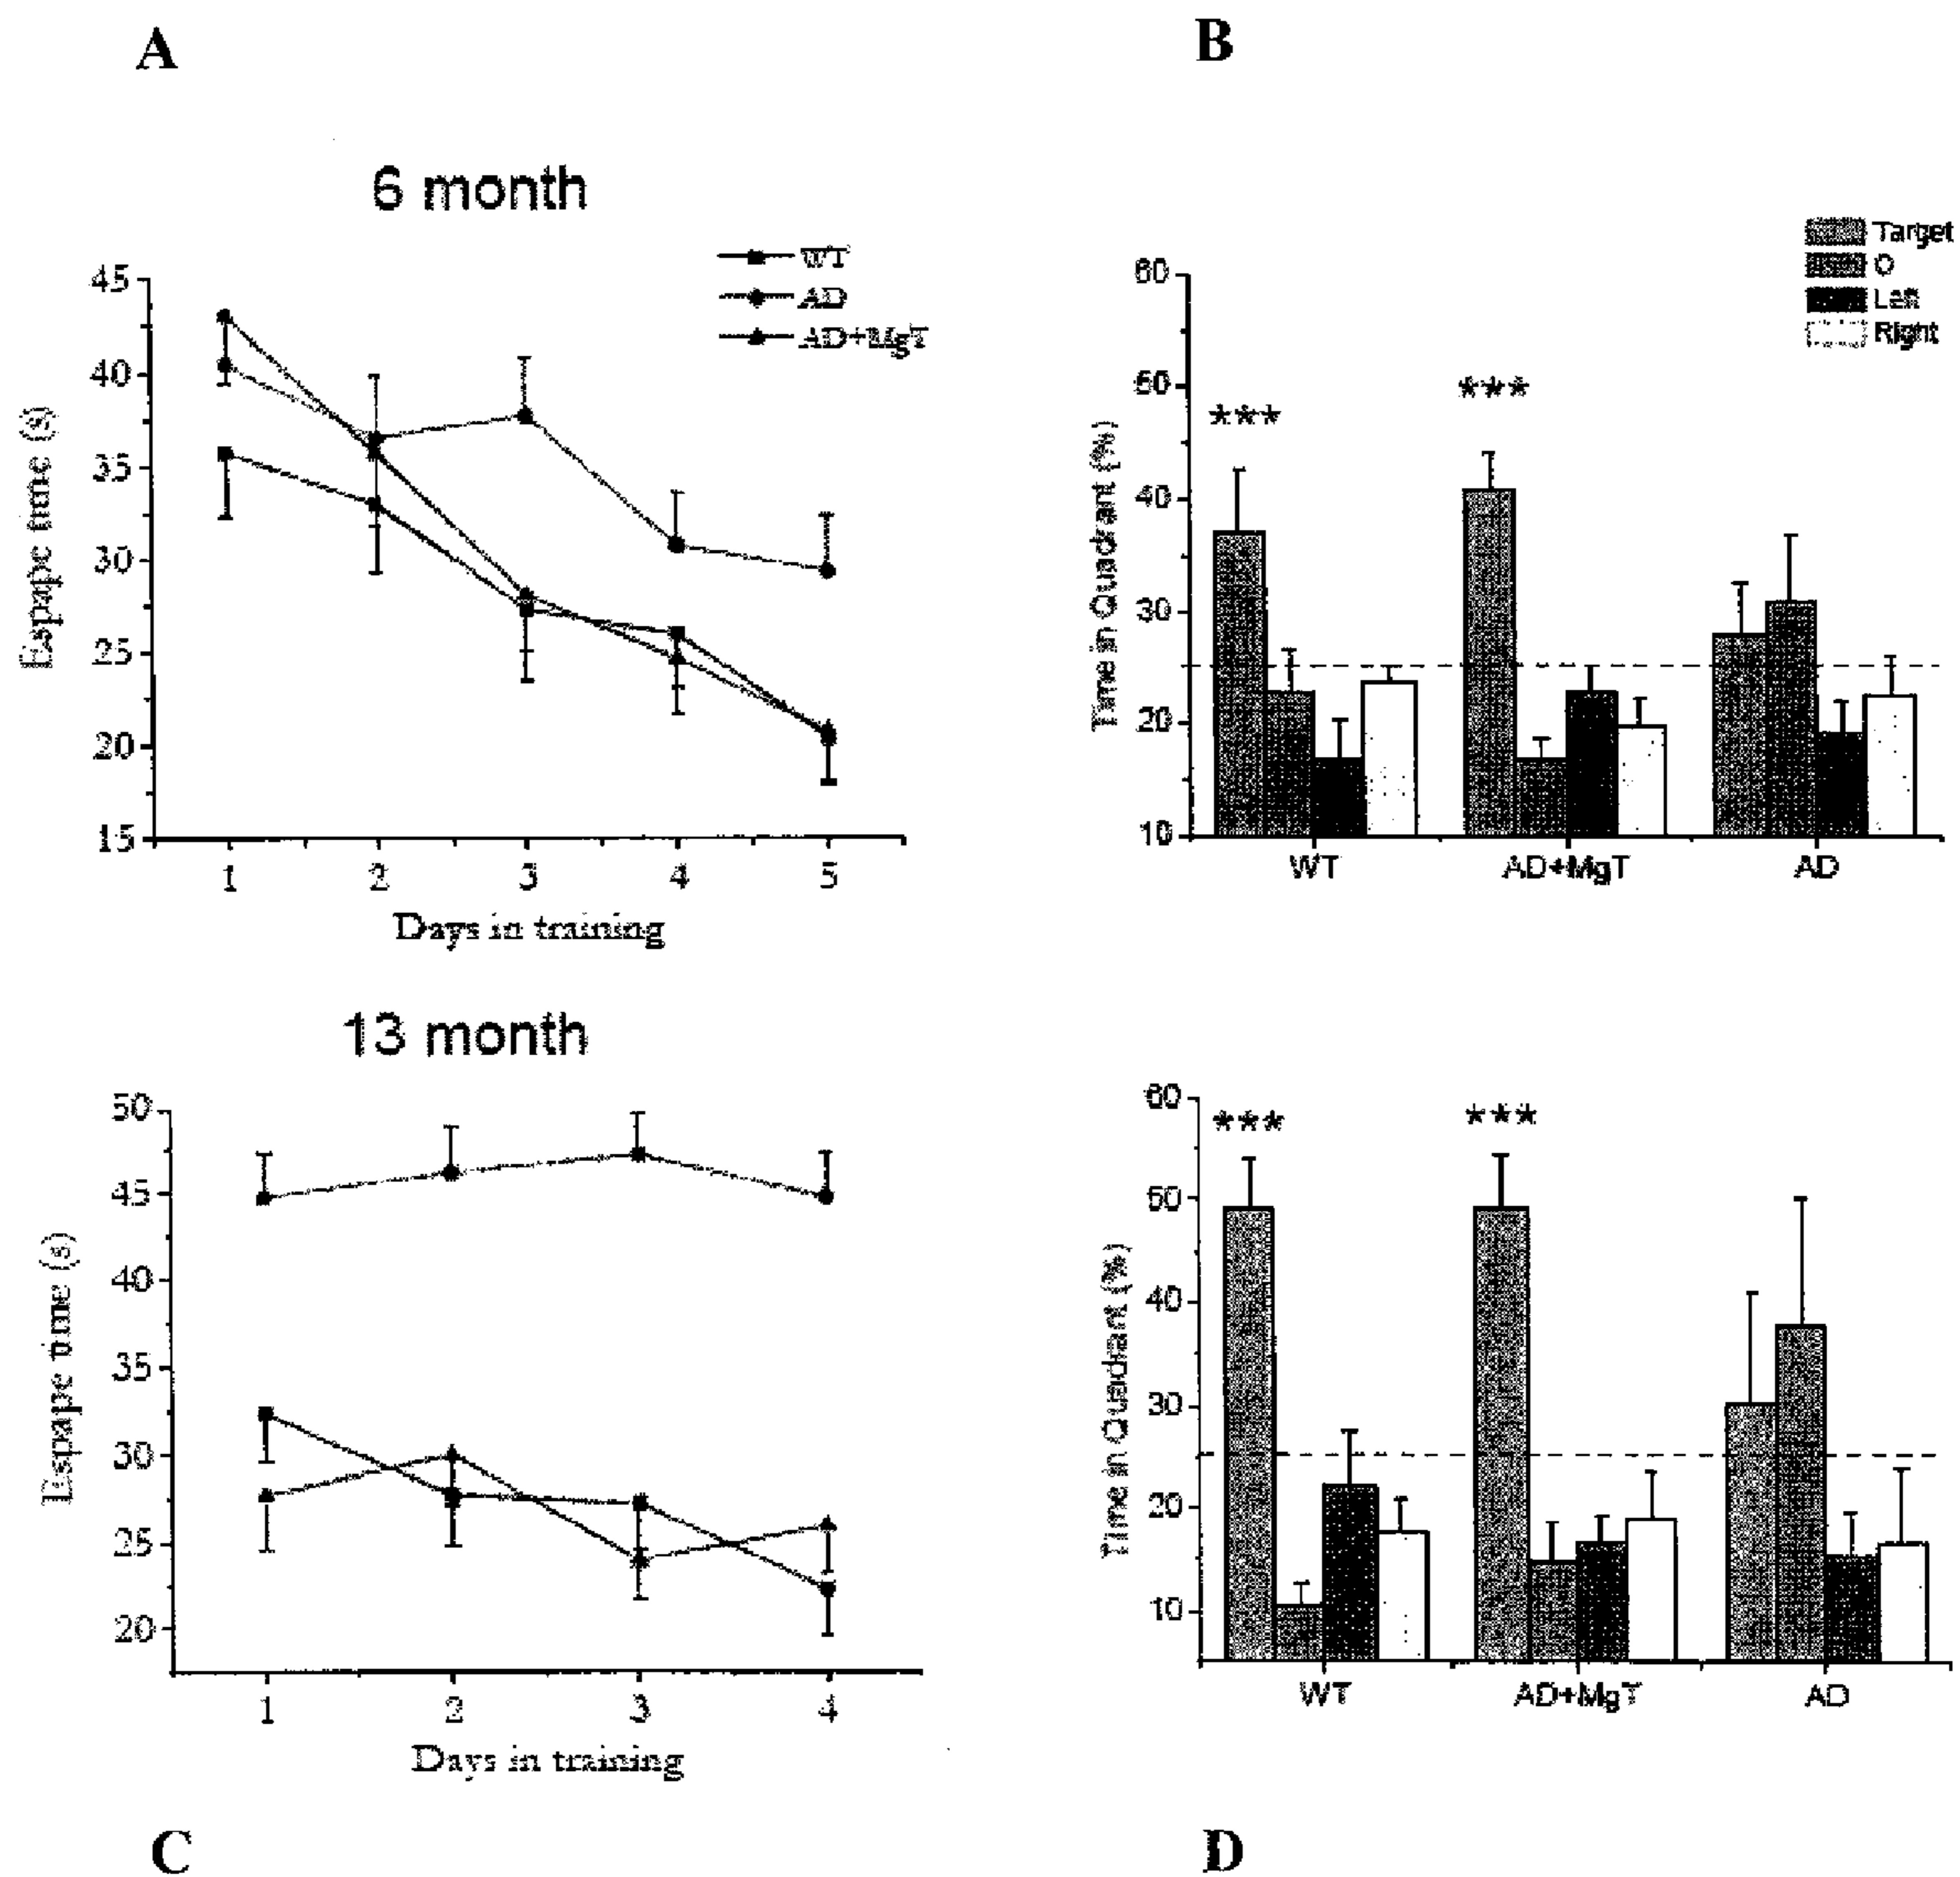 A
B
6 month
WT
AD
AD+MgT
45
40
35
30
25
20
15
Espape time (s)
1 2 3 4 5
Days in training
Target
O
Left
Right
60
50
40
30
20
10
Time in Quadrant (%)
***
***
WT AD+MgT AD
13 month
50
45
40
35
30
25
20
Espape time (s)
1 2 3 4
Days in training
60
50
40
30
20
10
Time in Quadrant (%)
***
***
WT AD+MgT AD
C
D